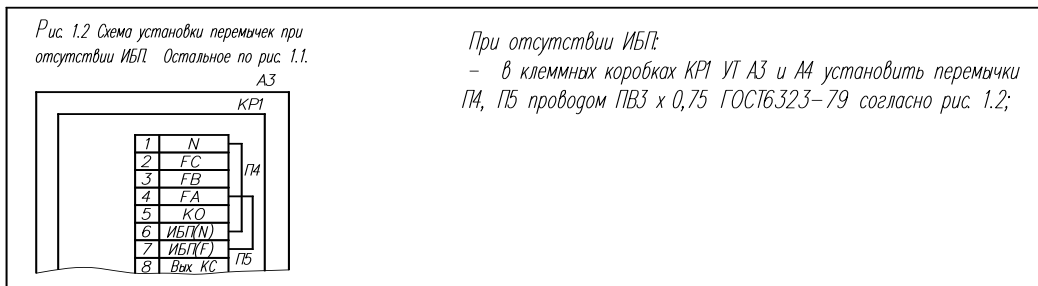 Рис. 1.2 Схема установки перемычек при
отсутствии ИБП. Остальное по рис. 1.1.
А3
КР1
1 N
2 FC
3 FB
4 FA
5 КО
6 ИБП(N)
7 ИБП(F)
8 Вых КС
П4
П5
При отсутствии ИБП:
- в клеммных коробках КР1 УТ А3 и А4 установить перемычки
П4, П5 проводом ПВ3 х 0,75 ГОСТ6323-79 согласно рис. 1.2;